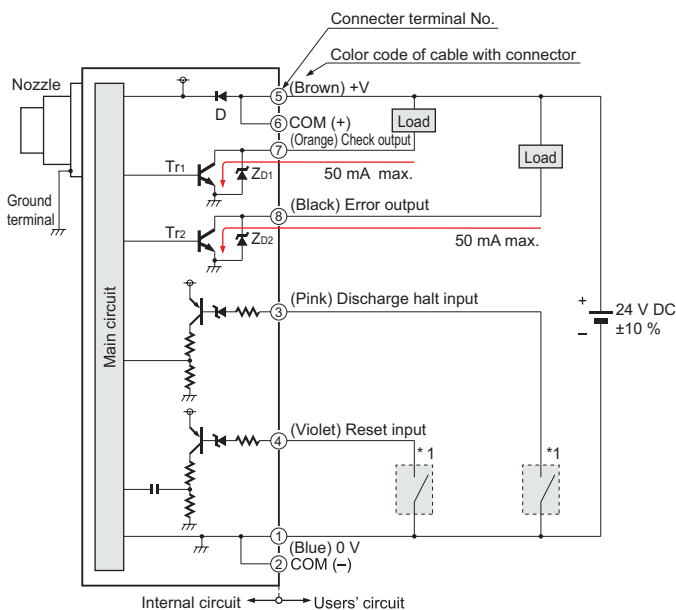 Connecter terminal No.
Color code of cable with connector
Nozzle
5 (Brown) +V
D
6 COM (+)
Load
7 (Orange) Check output
Load
Tr1
ZD1
50 mA max.
Ground
terminal
8 (Black) Error output
Tr2
ZD2
50 mA max.
3 (Pink) Discharge halt input
+
24 V DC
±10 %
–
Main circuit
4 (Violet) Reset input
* 1
*1
1
(Blue) 0 V
2 COM (–)
Internal circuit
Users' circuit